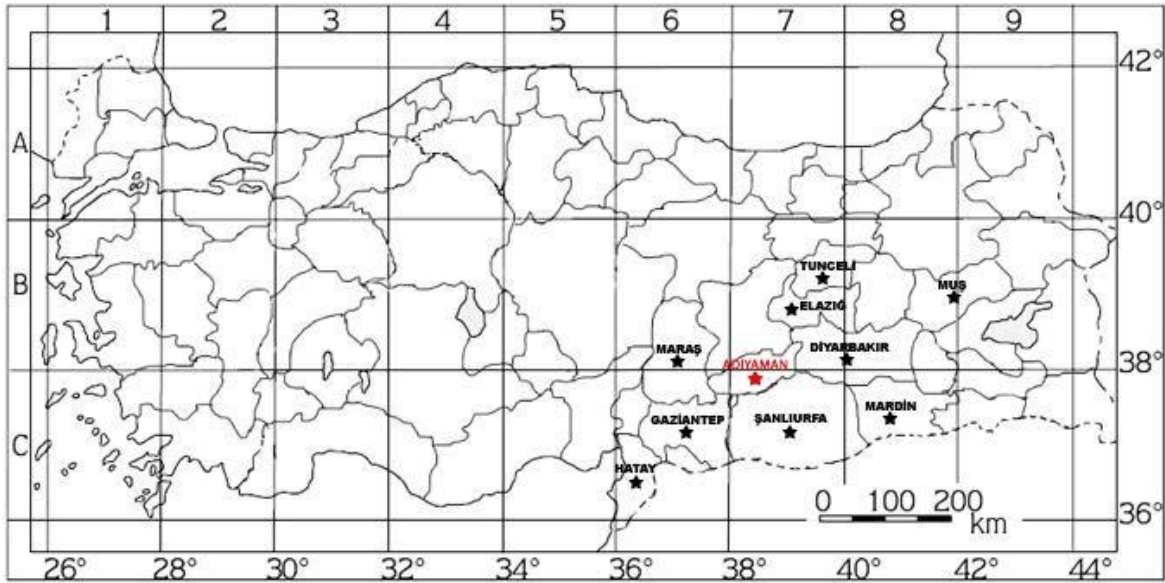 1 2 3 4 5 6 7 8 9
42°
A
40°
B
TUNCELİ
MUŞ
ELAZIĞ
MARAŞ
DİYARBAKIR
ADIYAMAN
38°
GAZİANTEP
ŞANLIURFA
MARDİN
C
HATAY
0 100 200
km
36°
26° 28° 30° 32° 34° 36° 38° 40° 42° 44°